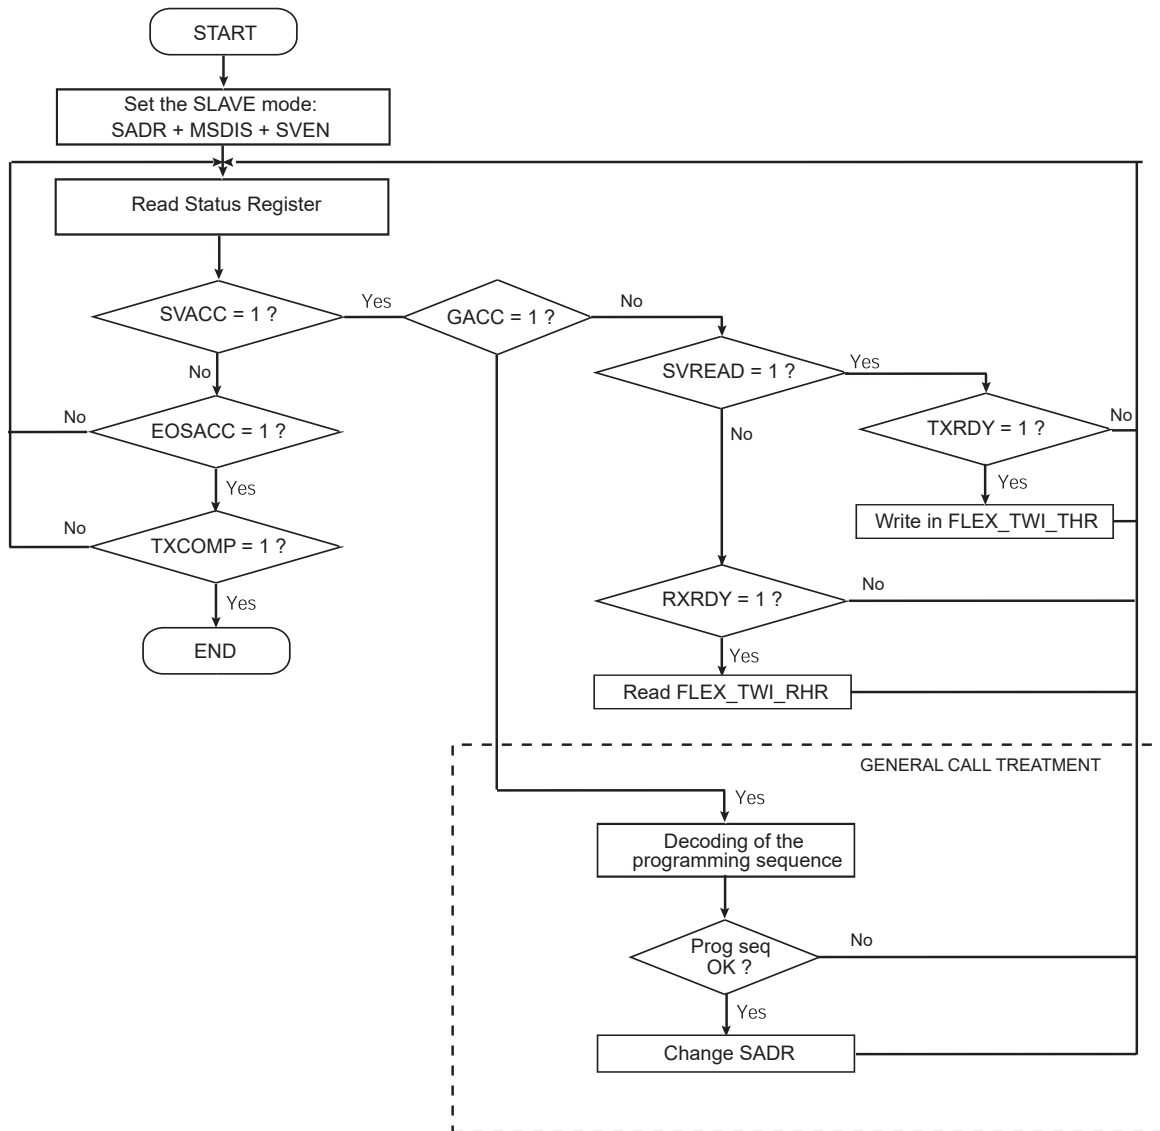 START
Set the SLAVE mode:
SADR + MSDIS + SVEN
Read Status Register
SVACC = 1 ?
Yes
GACC = 1 ?
No
SVREAD = 1 ?
Yes
No
EOSACC = 1 ?
No
TXRDY = 1 ?
No
No
Yes
Yes
Write in FLEX_TWI_THR
TXCOMP = 1 ?
No
Yes
RXRDY = 1 ?
No
END
Yes
Read FLEX_TWI_RHR
GENERAL CALL TREATMENT
Yes
Decoding of the
programming sequence
Prog seq
OK ?
No
Yes
Change SADR